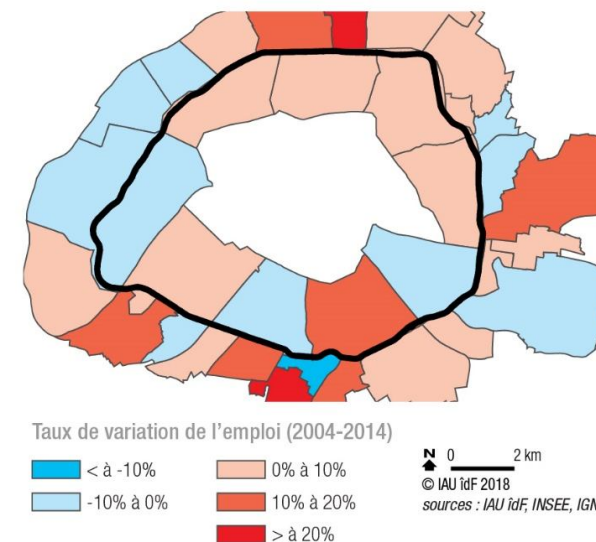 Taux de variation de l'emploi (2004-2014)
< à -10%
-10% à 0%
0% à 10%
10% à 20%
> à 20%
N 0 2 km
© IAU îdF 2018
sources : IAU îdF, INSEE, IGN